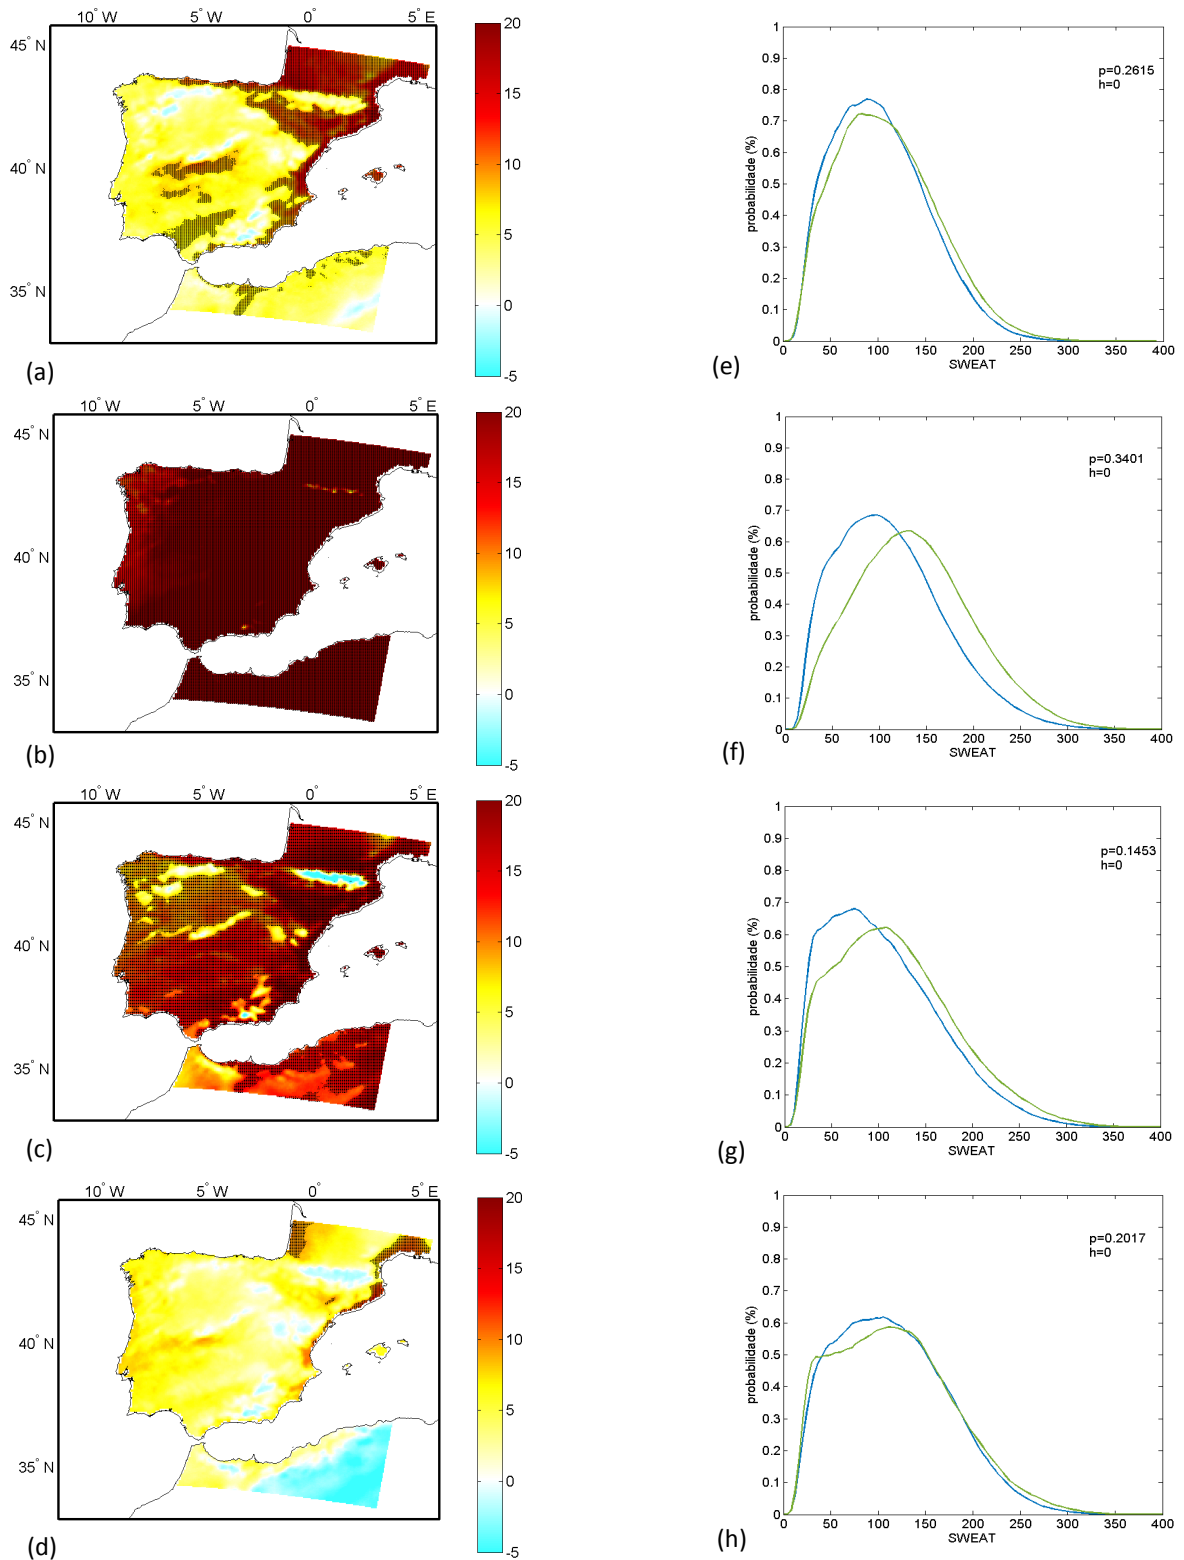 10° W 5° W 0° 5° E
45° N
40° N
35° N
20
15
10
5
0
-5
(a)
1
0.9
0.8
0.7
0.6
0.5
0.4
0.3
0.2
0.1
0
probabilidade (%)
p=0.2615
h=0
0 50 100 150 200 250 300 350 400
SWEAT
(e)
10° W 5° W 0° 5° E
45° N
40° N
35° N
20
15
10
5
0
-5
(b)
1
0.9
0.8
0.7
0.6
0.5
0.4
0.3
0.2
0.1
0
probabilidade (%)
p=0.3401
h=0
0 50 100 150 200 250 300 350 400
SWEAT
(f)
10° W 5° W 0° 5° E
45° N
40° N
35° N
20
15
10
5
0
-5
(c)
1
0.9
0.8
0.7
0.6
0.5
0.4
0.3
0.2
0.1
0
probabilidade (%)
p=0.1453
h=0
0 50 100 150 200 250 300 350 400
SWEAT
(g)
10° W 5° W 0° 5° E
45° N
40° N
35° N
20
15
10
5
0
-5
(d)
1
0.9
0.8
0.7
0.6
0.5
0.4
0.3
0.2
0.1
0
probabilidade (%)
p=0.2017
h=0
0 50 100 150 200 250 300 350 400
SWEAT
(h)